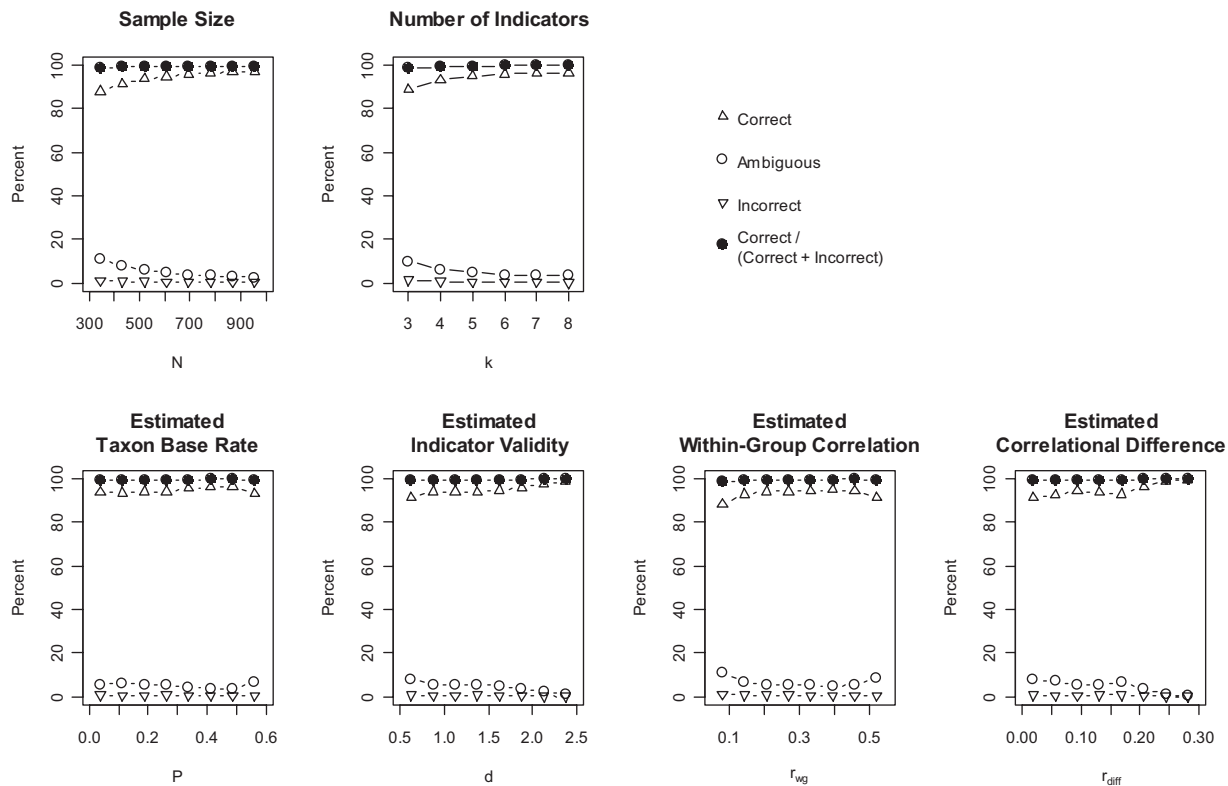 Sample Size
Percent
100
80
60
40
20
0
300 500 700 900
N
Number of Indicators
Percent
100
80
60
40
20
0
3 4 5 6 7 8
k
Correct
Ambiguous
Incorrect
Correct /
(Correct + Incorrect)
Estimated
Taxon Base Rate
Percent
100
80
60
40
20
0
0.0 0.2 0.4 0.6
P
Estimated
Indicator Validity
Percent
100
80
60
40
20
0
0.5 1.0 1.5 2.0 2.5
d
Estimated
Within-Group Correlation
Percent
100
80
60
40
20
0
0.1 0.3 0.5
rwg
Estimated
Correlational Difference
Percent
100
80
60
40
20
0
0.00 0.10 0.20 0.30
rdiff